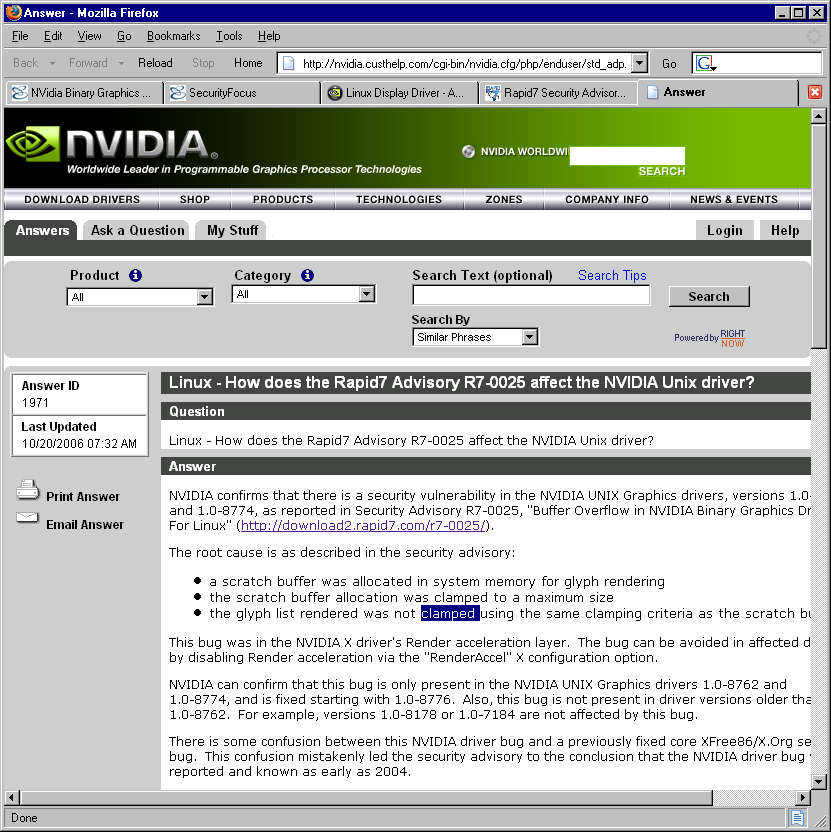 Answer - Mozilla Firefox
File Edit View Go Bookmarks Tools Help
Back Forward Reload Stop Home http://nvidia.custhelp.com/cgi-bin/nvidia.cfg/php/enduser/std_adp. Go G
NVidia Binary Graphics ... SecurityFocus Linux Display Driver - A... Rapid7 Security Advisor... Answer
NVIDIA.
NVIDIA WORLDWI
Worldwide Leader in Programmable Graphics Processor Technologies
SEARCH
DOWNLOAD DRIVERS SHOP PRODUCTS TECHNOLOGIES ZONES COMPANY INFO NEWS & EVENTS
Answers Ask a Question My Stuff Login Help
Product Category Search Text (optional) Search Tips
All All Search
Search By
Similar Phrases Powered by RIGHT
NOW
Answer ID
1971
Last Updated
10/20/2006 07:32 AM
Print Answer
Email Answer
Linux - How does the Rapid7 Advisory R7-0025 affect the NVIDIA Unix driver?
Question
Linux - How does the Rapid7 Advisory R7-0025 affect the NVIDIA Unix driver?
Answer
NVIDIA confirms that there is a security vulnerability in the NVIDIA UNIX Graphics drivers, versions 1.0-
and 1.0-8774, as reported in Security Advisory R7-0025, "Buffer Overflow in NVIDIA Binary Graphics Dr
For Linux" (http://download2.rapid7.com/r7-0025/).
The root cause is as described in the security advisory:
• a scratch buffer was allocated in system memory for glyph rendering
• the scratch buffer allocation was clamped to a maximum size
• the glyph list rendered was not clamped using the same clamping criteria as the scratch bu
This bug was in the NVIDIA X driver's Render acceleration layer. The bug can be avoided in affected d
by disabling Render acceleration via the "RenderAccel" X configuration option.
NVIDIA can confirm that this bug is only present in the NVIDIA UNIX Graphics drivers 1.0-8762 and
1.0-8774, and is fixed starting with 1.0-8776. Also, this bug is not present in driver versions older tha
1.0-8762. For example, versions 1.0-8178 or 1.0-7184 are not affected by this bug.
There is some confusion between this NVIDIA driver bug and a previously fixed core XFree86/X.Org se
bug. This confusion mistakenly led the security advisory to the conclusion that the NVIDIA driver bug
reported and known as early as 2004.
Done